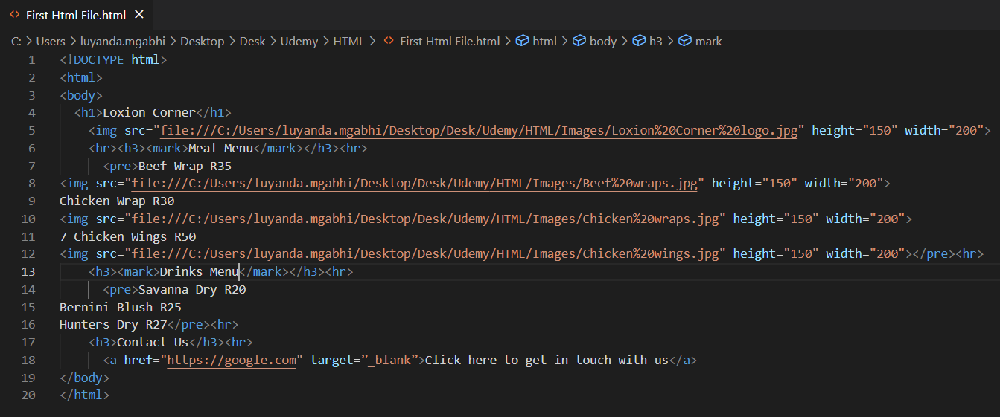 First Html File.html
C: > Users > luyanda.mgabhi > Desktop > Desk > Udemy > HTML > First Html File.html > html > body > h3 > mark
1 <!DOCTYPE html>
2 <html>
3 <body>
4   <h1>Loxion Corner</h1>
5     <img src="file:///C:/Users/luyanda.mgabhi/Desktop/Desk/Udemy/HTML/Images/Loxion%20Corner%20logo.jpg" height="150" width="200">
6     <hr><h3><mark>Meal Menu</mark></h3><hr>
7       <pre>Beef Wrap R35
8 <img src="file:///C:/Users/luyanda.mgabhi/Desktop/Desk/Udemy/HTML/Images/Beef%20wraps.jpg" height="150" width="200">
9 Chicken Wrap R30
10 <img src="file:///C:/Users/luyanda.mgabhi/Desktop/Desk/Udemy/HTML/Images/Chicken%20wraps.jpg" height="150" width="200">
11 7 Chicken Wings R50
12 <img src="file:///C:/Users/luyanda.mgabhi/Desktop/Desk/Udemy/HTML/Images/Chicken%20wings.jpg" height="150" width="200"></pre><hr>
13     <h3><mark>Drinks Menu</mark></h3><hr>
14       <pre>Savanna Dry R20
15 Bernini Blush R25
16 Hunters Dry R27</pre><hr>
17     <h3>Contact Us</h3><hr>
18       <a href="https://google.com" target=”_blank”>Click here to get in touch with us</a>
19 </body>
20 </html>